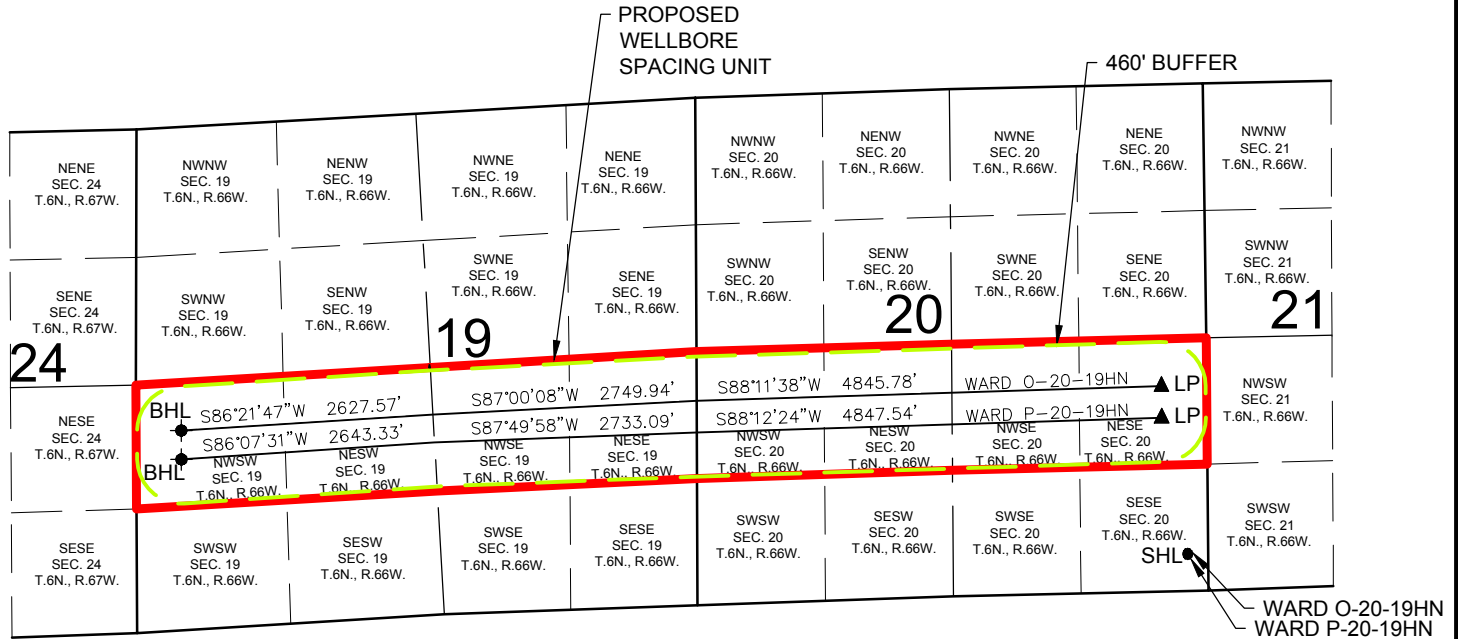 PROPOSED
WELLBORE
SPACING UNIT
460' BUFFER
NENE
SEC. 24
T.6N., R.67W.
NWNW
SEC. 19
T.6N., R.66W.
NENW
SEC. 19
T.6N., R.66W.
NWNE
SEC. 19
T.6N., R.66W.
NENE
SEC. 19
T.6N., R.66W.
NWNW
SEC. 20
T.6N., R.66W.
NENW
SEC. 20
T.6N., R.66W.
NWNE
SEC. 20
T.6N., R.66W.
NENE
SEC. 20
T.6N., R.66W.
NWNW
SEC. 21
T.6N., R.66W.
SENE
SEC. 24
T.6N., R.67W.
SWNW
SEC. 19
T.6N., R.66W.
SENW
SEC. 19
T.6N., R.66W.
SWNE
SEC. 19
T.6N., R.66W.
SENE
SEC. 19
T.6N., R.66W.
SWNW
SEC. 20
T.6N., R.66W.
SENW
SEC. 20
T.6N., R.66W.
SWNE
SEC. 20
T.6N., R.66W.
SENE
SEC. 20
T.6N., R.66W.
SWNW
SEC. 21
T.6N., R.66W.
24
19
20
21
BHL
S86°21'47"W 2627.57'
S87°00'08"W 2749.94'
S88°11'38"W 4845.78'
WARD O-20-19HN
LP
BHL
S86°07'31"W 2643.33'
S87°49'58"W 2733.09'
S88°12'24"W 4847.54'
WARD P-20-19HN
LP
NESE
SEC. 24
T.6N., R.67W.
NWSW
SEC. 19
T.6N., R.66W.
NESW
SEC. 19
T.6N., R.66W.
NWSE
SEC. 19
T.6N., R.66W.
NESE
SEC. 19
T.6N., R.66W.
NWSW
SEC. 20
T.6N., R.66W.
NESW
SEC. 20
T.6N., R.66W.
NWSE
SEC. 20
T.6N., R.66W.
NESE
SEC. 20
T.6N., R.66W.
NWSW
SEC. 21
T.6N., R.66W.
SESE
SEC. 24
T.6N., R.67W.
SWSW
SEC. 19
T.6N., R.66W.
SESW
SEC. 19
T.6N., R.66W.
SWSE
SEC. 19
T.6N., R.66W.
SESE
SEC. 19
T.6N., R.66W.
SWSW
SEC. 20
T.6N., R.66W.
SESW
SEC. 20
T.6N., R.66W.
SWSE
SEC. 20
T.6N., R.66W.
SESE
SEC. 20
T.6N., R.66W.
SWSW
SEC. 21
T.6N., R.66W.
SHL
WARD O-20-19HN
WARD P-20-19HN